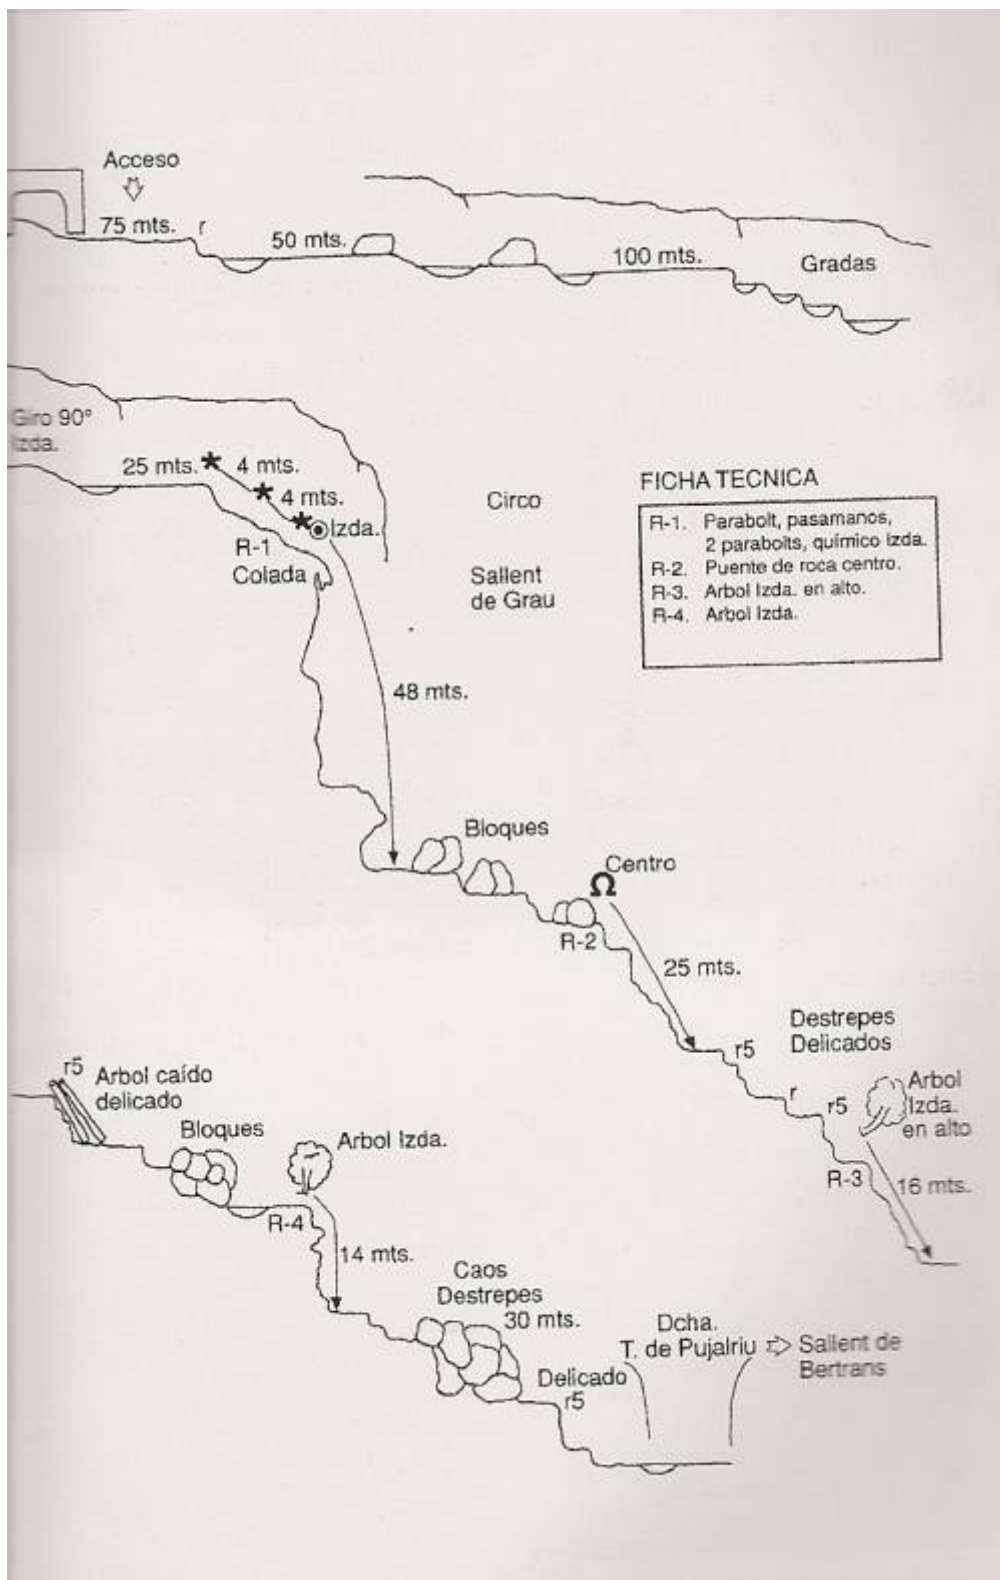 Acceso
75 mts. r
50 mts.
100 mts.
Gradas
Giro 90º
Izda.
25 mts.
4 mts.
4 mts.
Izda.
R-1
Colada
Circo
Sallent
de Grau
48 mts.
FICHA TECNICA
R-1. Parabolt, pasamanos,
2 parabolts, químico Izda.
R-2. Puente de roca centro.
R-3. Arbol Izda. en alto.
R-4. Arbol Izda.
Bloques
Centro
Ω
R-2
25 mts.
Destrepes
Delicados
r5
r
r5
Arbol
Izda.
en alto
R-3
16 mts.
r5
Arbol caído
delicado
Bloques
Arbol Izda.
R-4
14 mts.
Caos
Destrepes
30 mts.
Delicado
r5
Dcha.
T. de Pujalriu
Sallent de
Bertrans